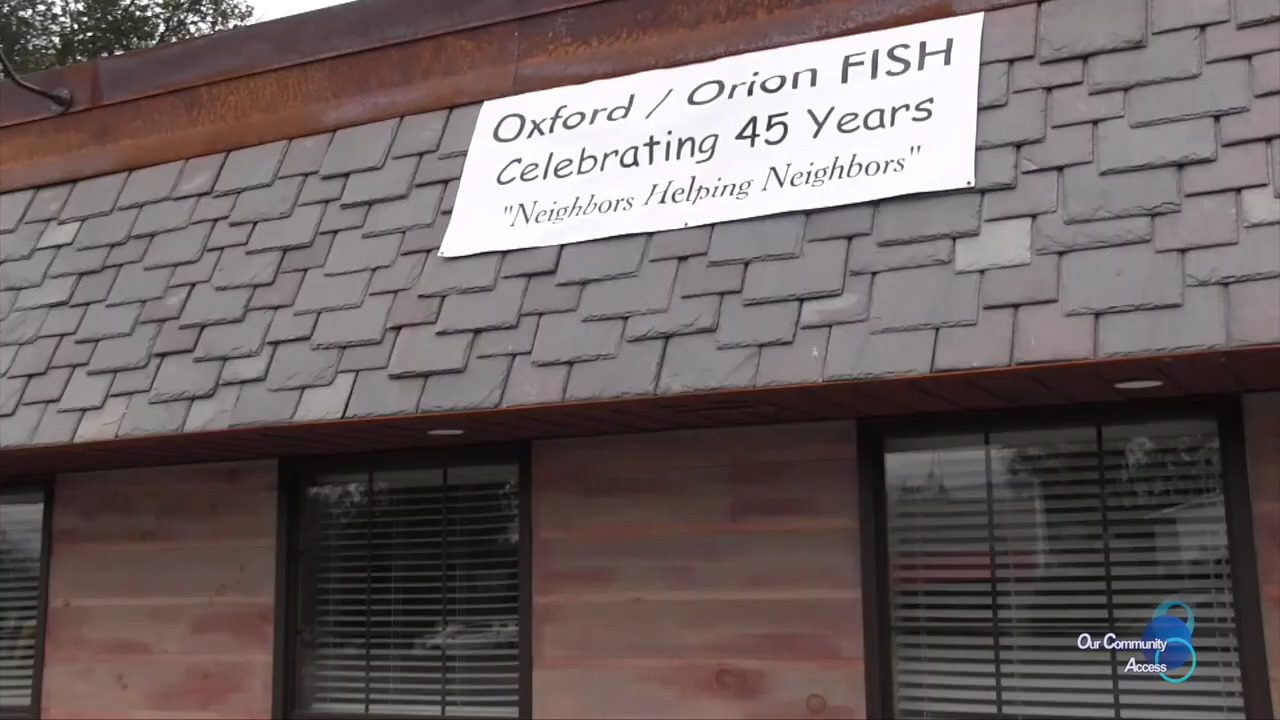 Oxford / Orion FISH
Celebrating 45 Years
"Neighbors Helping Neighbors"
Our Community
Access